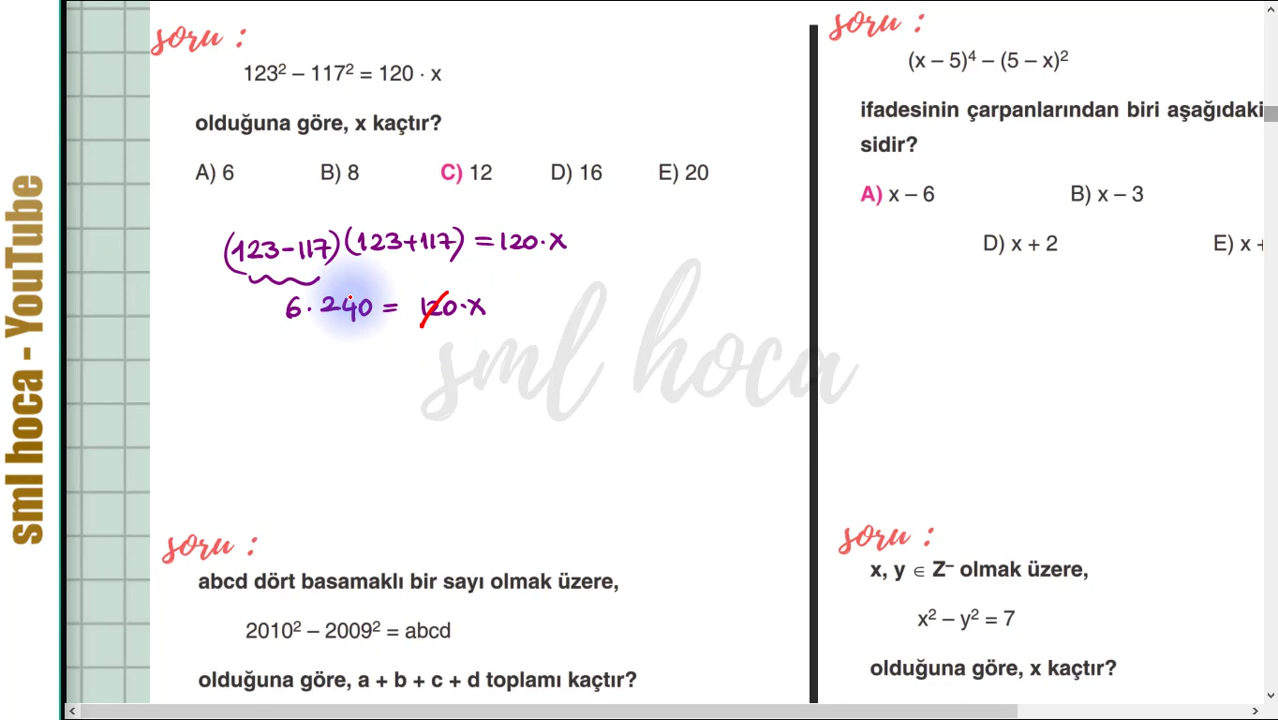 sml hoca - YouTube
soru :
123² – 117² = 120 · x
olduğuna göre, x kaçtır?
A) 6 B) 8 C) 12 D) 16 E) 20
(123-117)(123+117) = 120·x
6·240 = 120·x
sml hoca
soru :
abcd dört basamaklı bir sayı olmak üzere,
2010² – 2009² = abcd
olduğuna göre, a + b + c + d toplamı kaçtır?
soru :
(x – 5)⁴ – (5 – x)²
ifadesinin çarpanlarından biri aşağıdaki
sidir?
A) x – 6 B) x – 3
D) x + 2 E) x +
soru :
x, y ∈ Z⁻ olmak üzere,
x² – y² = 7
olduğuna göre, x kaçtır?